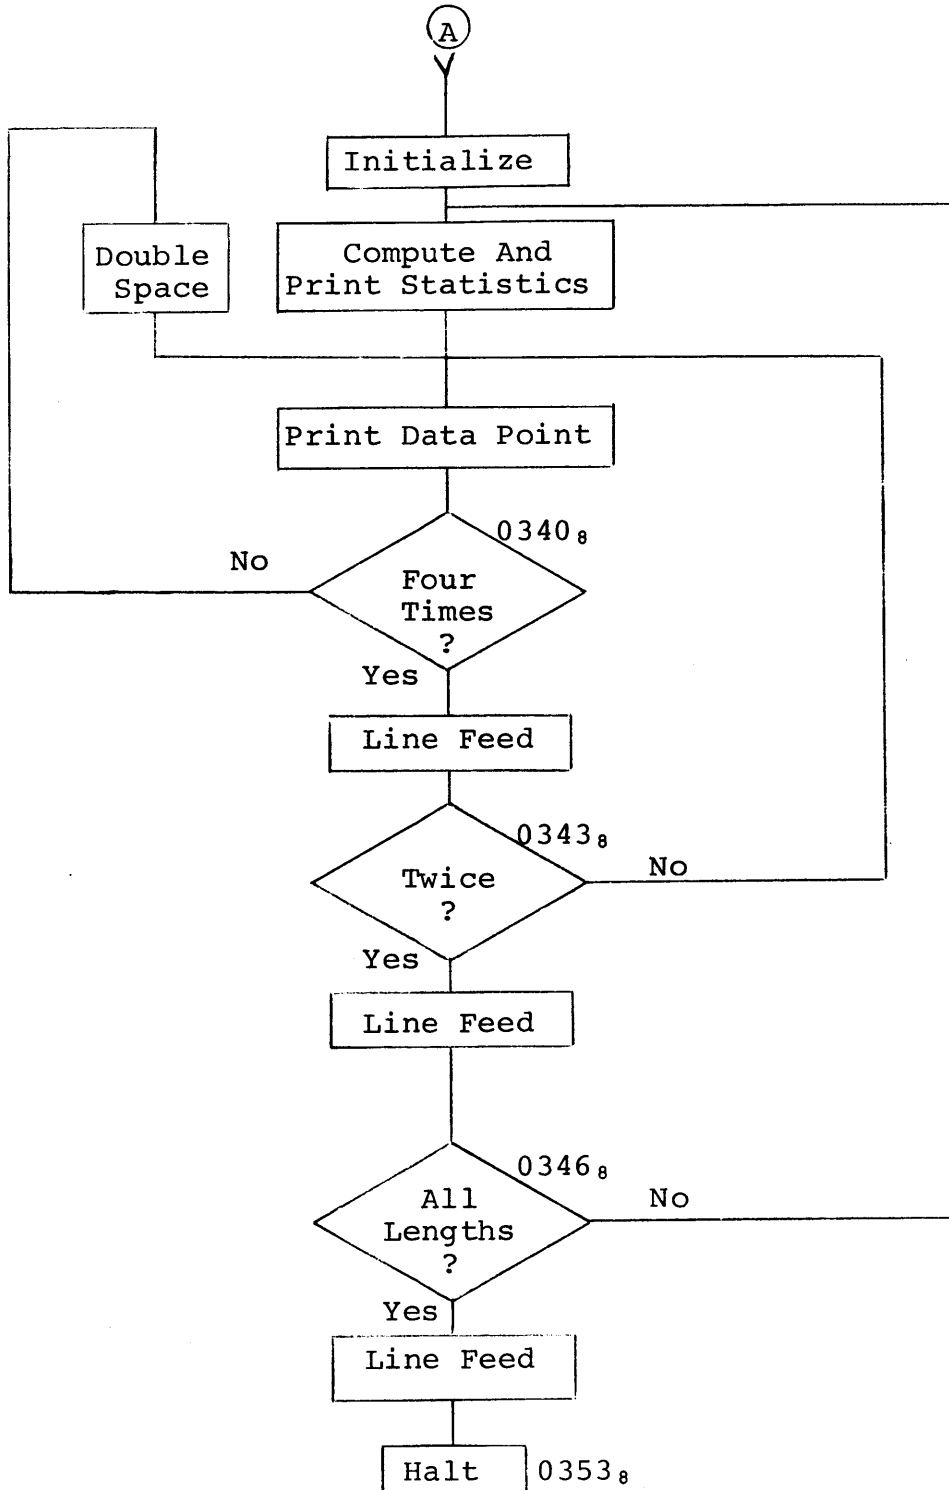 A
Initialize
Double
Space
Compute And
Print Statistics
Print Data Point
0340₈
No
Four
Times
?
Yes
Line Feed
0343₈
No
Twice
?
Yes
Line Feed
0346₈
No
All
Lengths
?
Yes
Line Feed
Halt
0353₈